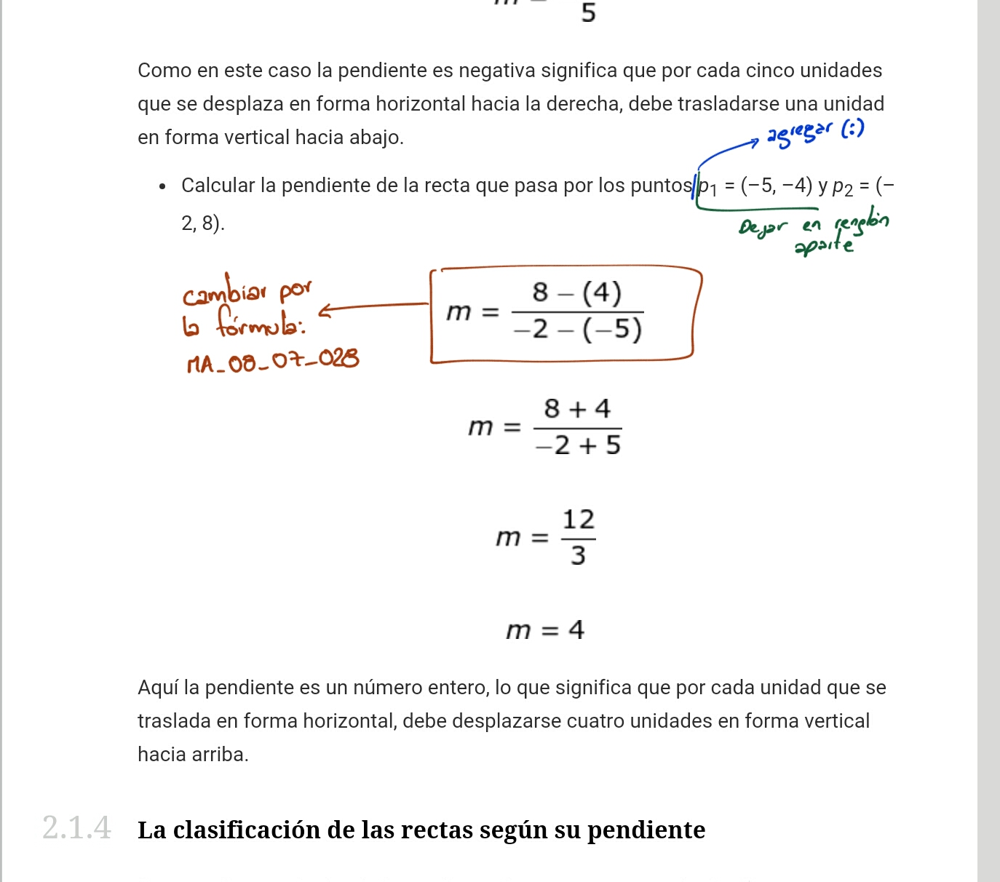 5
Como en este caso la pendiente es negativa significa que por cada cinco unidades
que se desplaza en forma horizontal hacia la derecha, debe trasladarse una unidad
en forma vertical hacia abajo.
agregar (:)
• Calcular la pendiente de la recta que pasa por los puntos p₁ = (−5, −4) y p₂ = (−
2, 8).
Dejar en renglón
aparte
cambiar por
la fórmula:
MA_08_07_028
m = 8 − (4) / −2 − (−5)
m = 8 + 4 / −2 + 5
m = 12 / 3
m = 4
Aquí la pendiente es un número entero, lo que significa que por cada unidad que se
traslada en forma horizontal, debe desplazarse cuatro unidades en forma vertical
hacia arriba.
2.1.4 La clasificación de las rectas según su pendiente